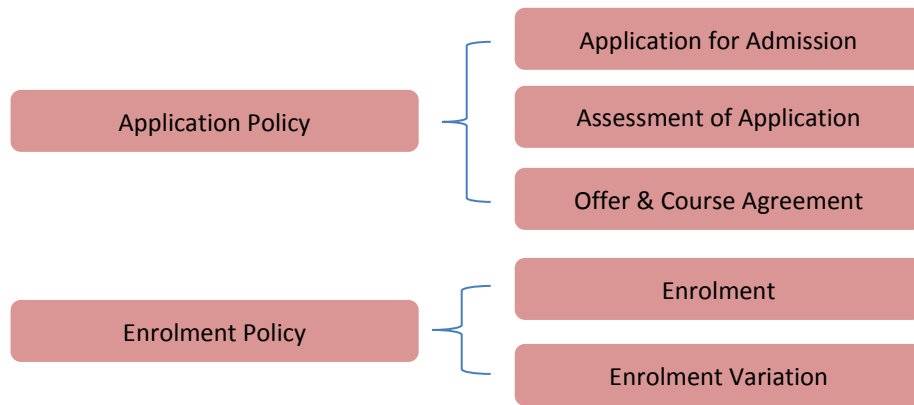 Application Policy
Application for Admission
Assessment of Application
Offer & Course Agreement
Enrolment Policy
Enrolment
Enrolment Variation